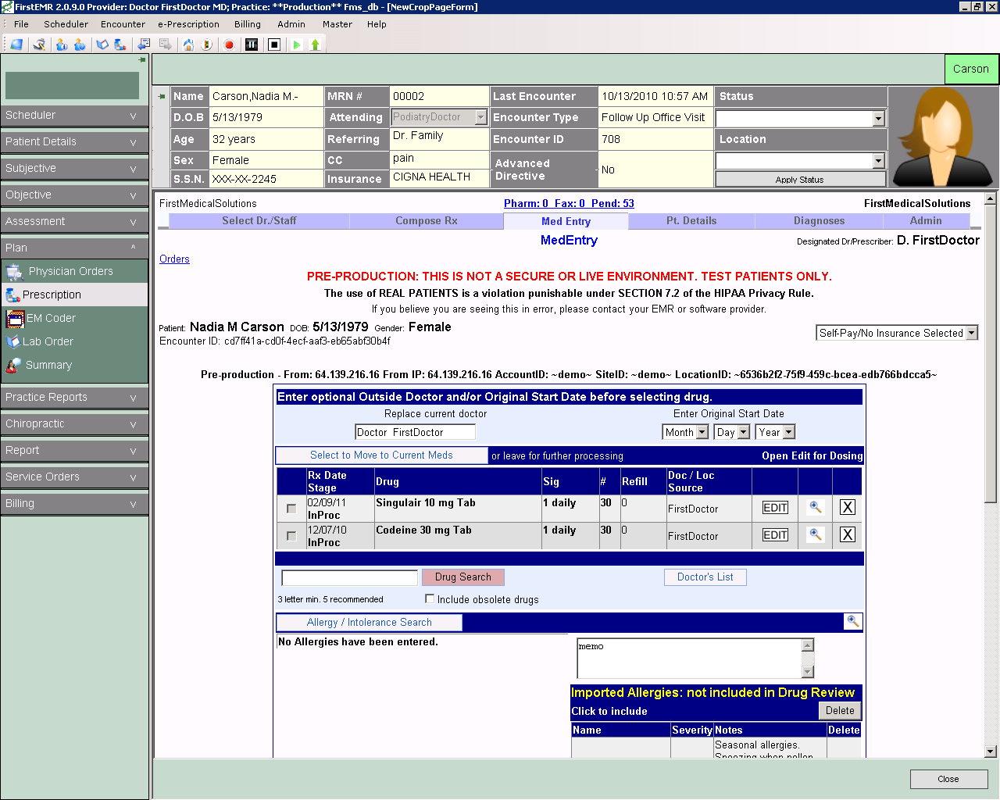 FirstEMR 2.0.9.0 Provider: Doctor FirstDoctor MD; Practice: **Production** Fms_db - [NewCropPageForm]
File Scheduler Encounter e-Prescription Billing Admin Master Help
Carson
Name Carson,Nadia M.- MRN # 00002 Last Encounter 10/13/2010 10:57 AM Status
D.O.B 5/13/1979 Attending PodiatryDoctor Encounter Type Follow Up Office Visit
Age 32 years Referring Dr. Family Encounter ID 708 Location
Sex Female CC pain Advanced Directive No
S.S.N. XXX-XX-2245 Insurance CIGNA HEALTH Apply Status
Scheduler
Patient Details
Subjective
Objective
Assessment
Plan
Physician Orders
Prescription
EM Coder
Lab Order
Summary
Practice Reports
Chiropractic
Report
Service Orders
Billing
FirstMedicalSolutions Pharm: 0 Fax: 0 Pend: 53 FirstMedicalSolutions
Select Dr./Staff Compose Rx Med Entry Pt. Details Diagnoses Admin
MedEntry Designated Dr/Prescriber: D. FirstDoctor
Orders
PRE-PRODUCTION: THIS IS NOT A SECURE OR LIVE ENVIRONMENT. TEST PATIENTS ONLY.
The use of REAL PATIENTS is a violation punishable under SECTION 7.2 of the HIPAA Privacy Rule.
If you believe you are seeing this in error, please contact your EMR or software provider.
Patient: Nadia M Carson DOB: 5/13/1979 Gender: Female
Self-Pay/No Insurance Selected
Encounter ID: cd7ff41a-cd0f-4ecf-aaf3-eb65abf30b4f
Pre-production - From: 64.139.216.16 From IP: 64.139.216.16 AccountID: ~demo~ SiteID: ~demo~ LocationID: ~6536b2f2-75f9-459c-bcea-edb766bdcca5~
Enter optional Outside Doctor and/or Original Start Date before selecting drug.
Replace current doctor Enter Original Start Date
Doctor FirstDoctor Month Day Year
Select to Move to Current Meds or leave for further processing Open Edit for Dosing
Rx Date Stage Drug Sig # Refill Doc / Loc Source
02/09/11 InProc Singulair 10 mg Tab 1 daily 30 0 FirstDoctor EDIT X
12/07/10 InProc Codeine 30 mg Tab 1 daily 30 0 FirstDoctor EDIT X
Drug Search Doctor's List
3 letter min. 5 recommended Include obsolete drugs
Allergy / Intolerance Search
No Allergies have been entered.
memo
Imported Allergies: not included in Drug Review
Click to include Delete
Name Severity Notes Delete
Seasonal allergies.
Sneezing when pollen
Close